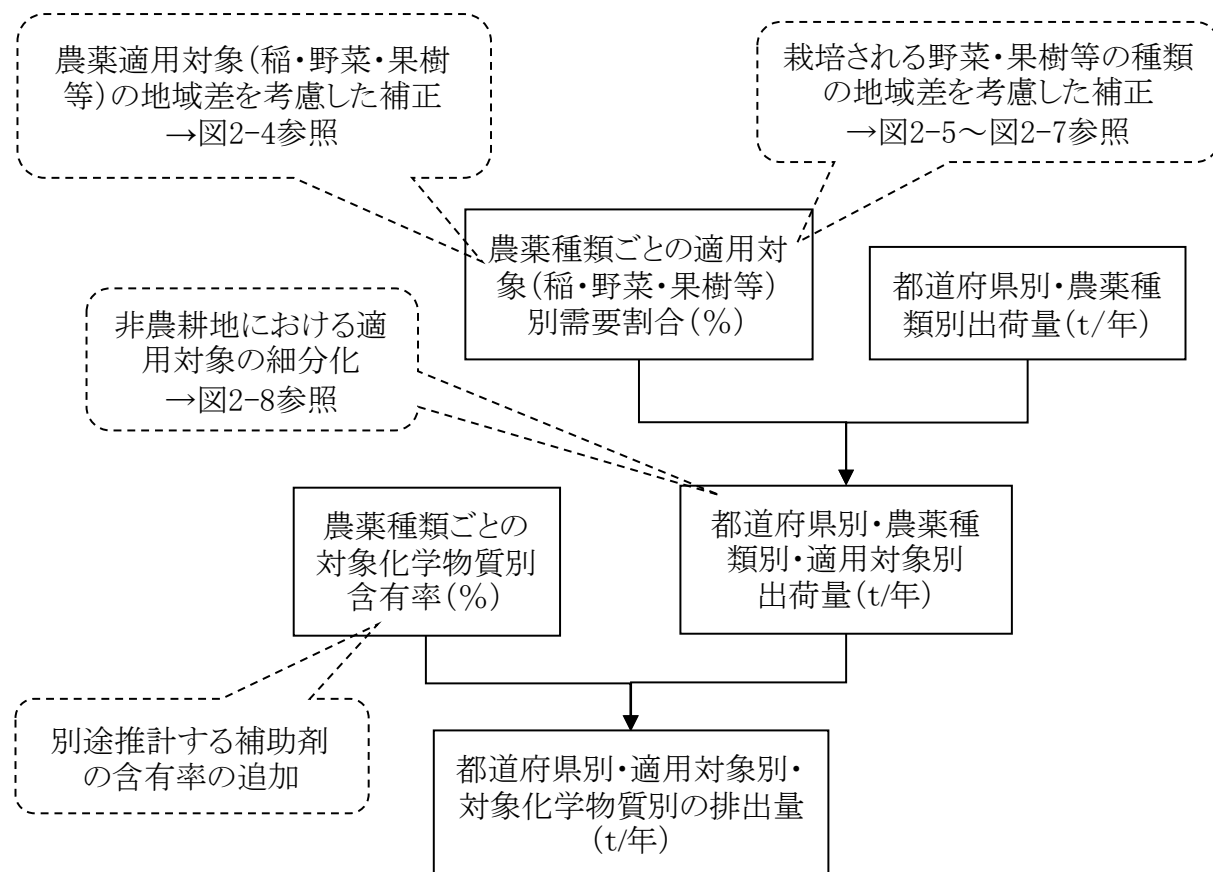 農薬適用対象(稲・野菜・果樹
等)の地域差を考慮した補正
→図2-4参照
栽培される野菜・果樹等の種類
の地域差を考慮した補正
→図2-5～図2-7参照
農薬種類ごとの適用対
象(稲・野菜・果樹等)
別需要割合(%)
都道府県別・農薬種
類別出荷量(t/年)
非農耕地における適
用対象の細分化
→図2-8参照
農薬種類ごとの
対象化学物質別
含有率(%)
都道府県別・農薬種
類別・適用対象別
出荷量(t/年)
別途推計する補助剤
の含有率の追加
都道府県別・適用対象別・
対象化学物質別の排出量
(t/年)